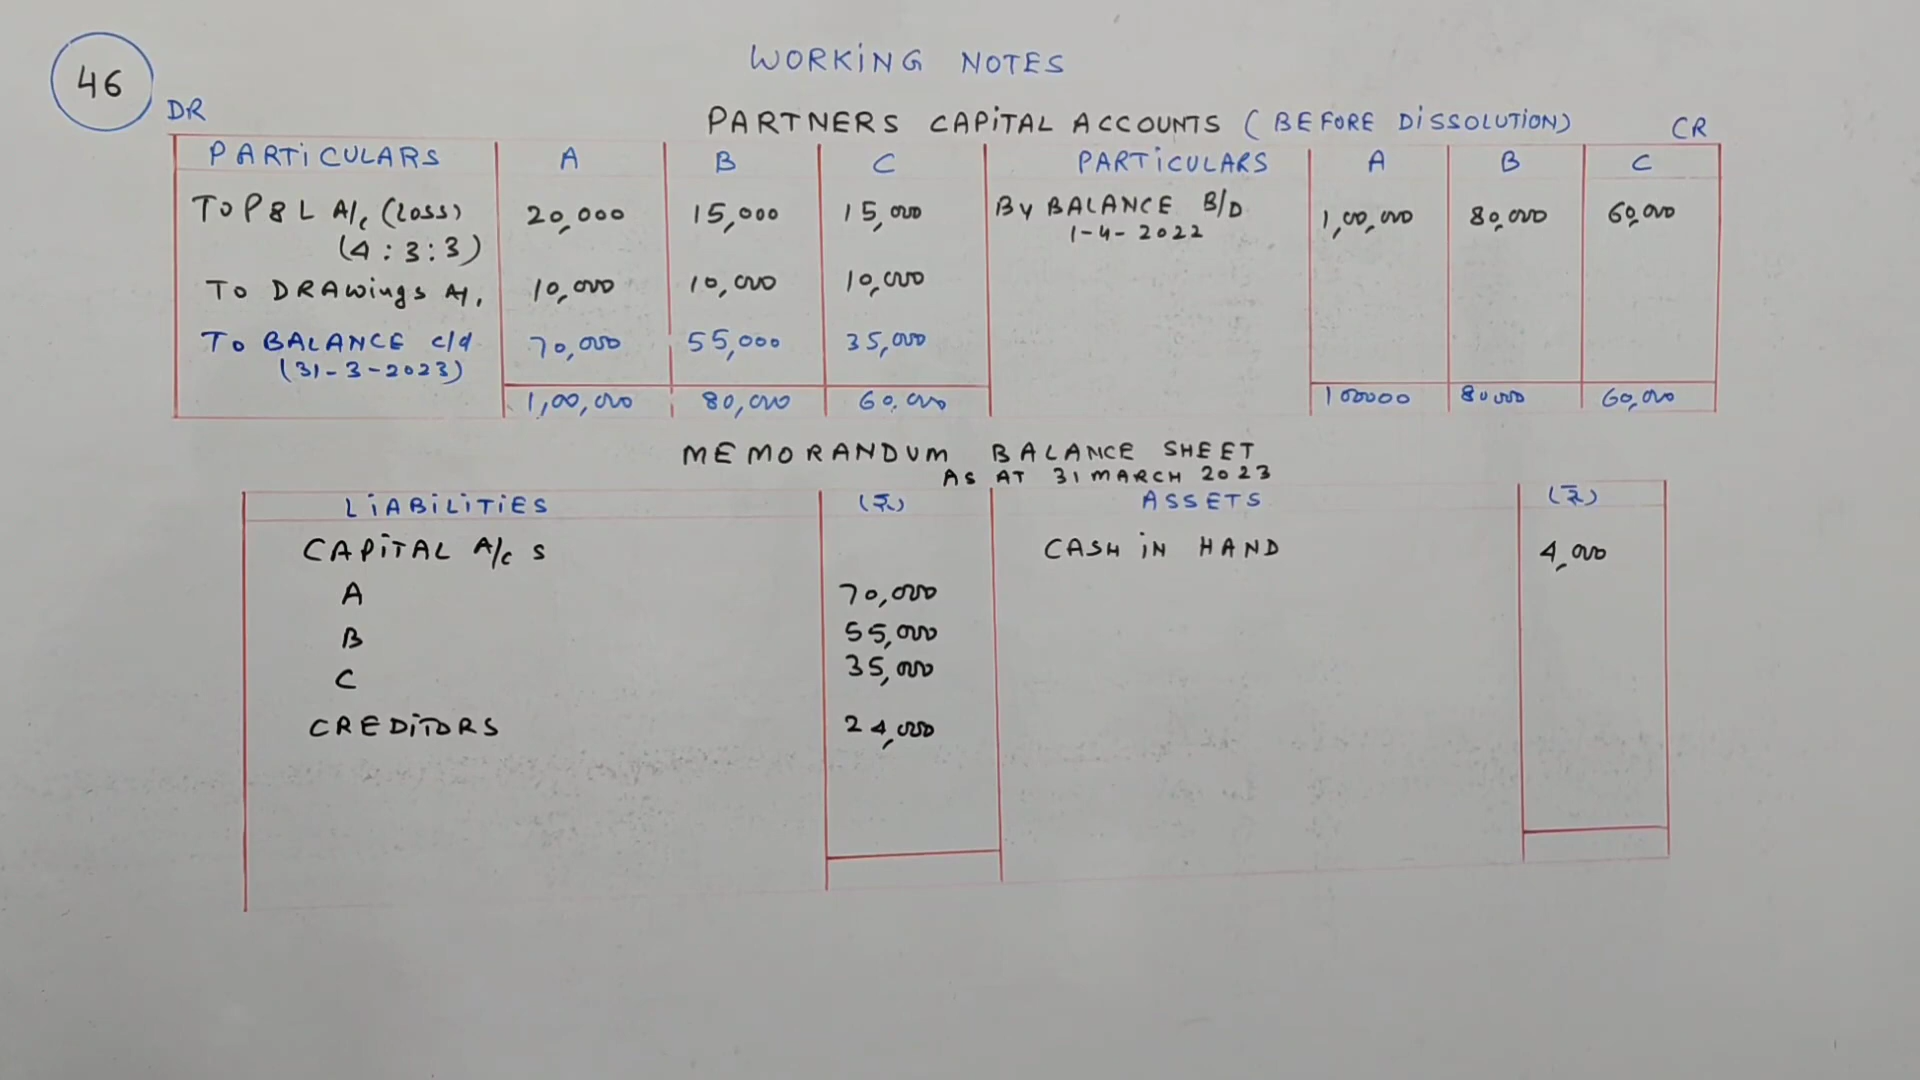 46
WORKING NOTES
DR
PARTNERS CAPITAL ACCOUNTS (BEFORE DISSOLUTION)
CR
PARTICULARS A B C PARTICULARS A B C
TO P & L A/c (LOSS) 20,000 15,000 15,000 By BALANCE B/D 1,00,000 80,000 60,000
(4:3:3) 1-4-2022
TO DRAWINGS A/c 10,000 10,000 10,000
TO BALANCE c/d 70,000 55,000 35,000
(31-3-2023)
1,00,000 80,000 60,000 100000 80000 60,000
MEMORANDUM BALANCE SHEET
AS AT 31 MARCH 2023
LIABILITIES (₹) ASSETS (₹)
CAPITAL A/c S CASH IN HAND 4,000
A 70,000
B 55,000
C 35,000
CREDITORS 24,000